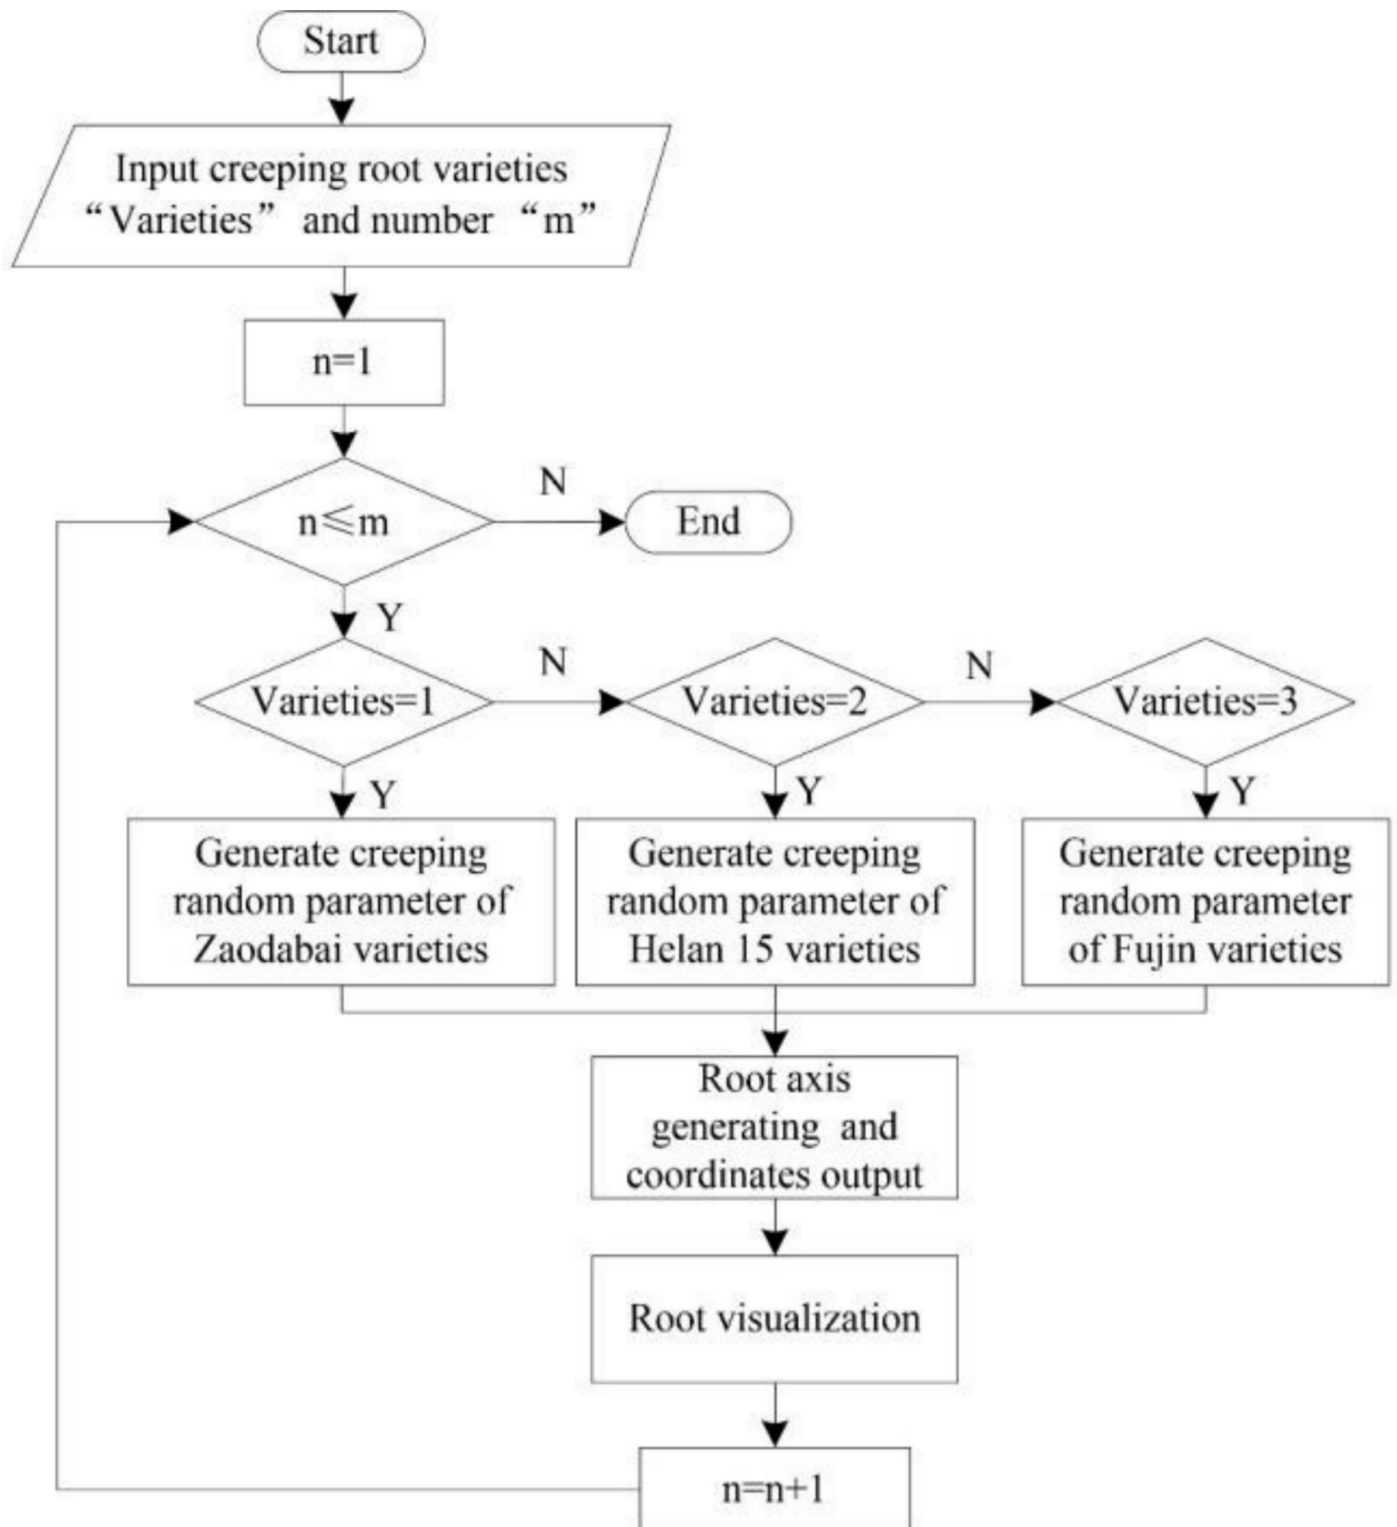 Start
Input creeping root varieties
“Varieties” and number “m”
n=1
n≤m
N
End
Y
Varieties=1
N
Varieties=2
N
Varieties=3
Y
Y
Y
Generate creeping
random parameter of
Zaodabai varieties
Generate creeping
random parameter of
Helan 15 varieties
Generate creeping
random parameter
of Fujin varieties
Root axis
generating and
coordinates output
Root visualization
n=n+1